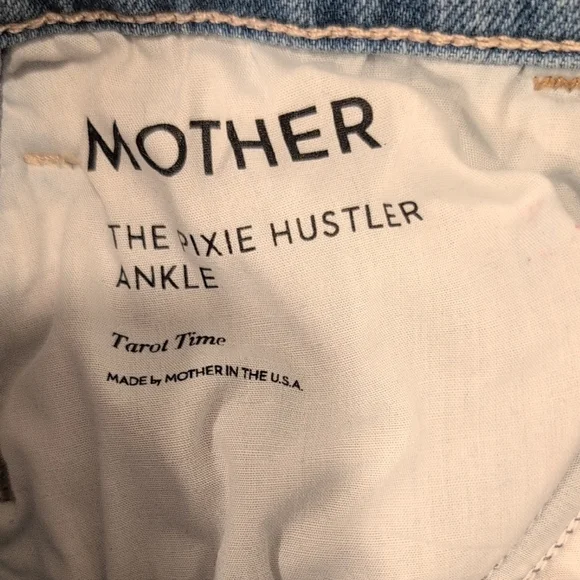 MOTHER
THE PIXIE HUSTLER
ANKLE
Tarot Time
MADE by MOTHER IN THE U.S.A.